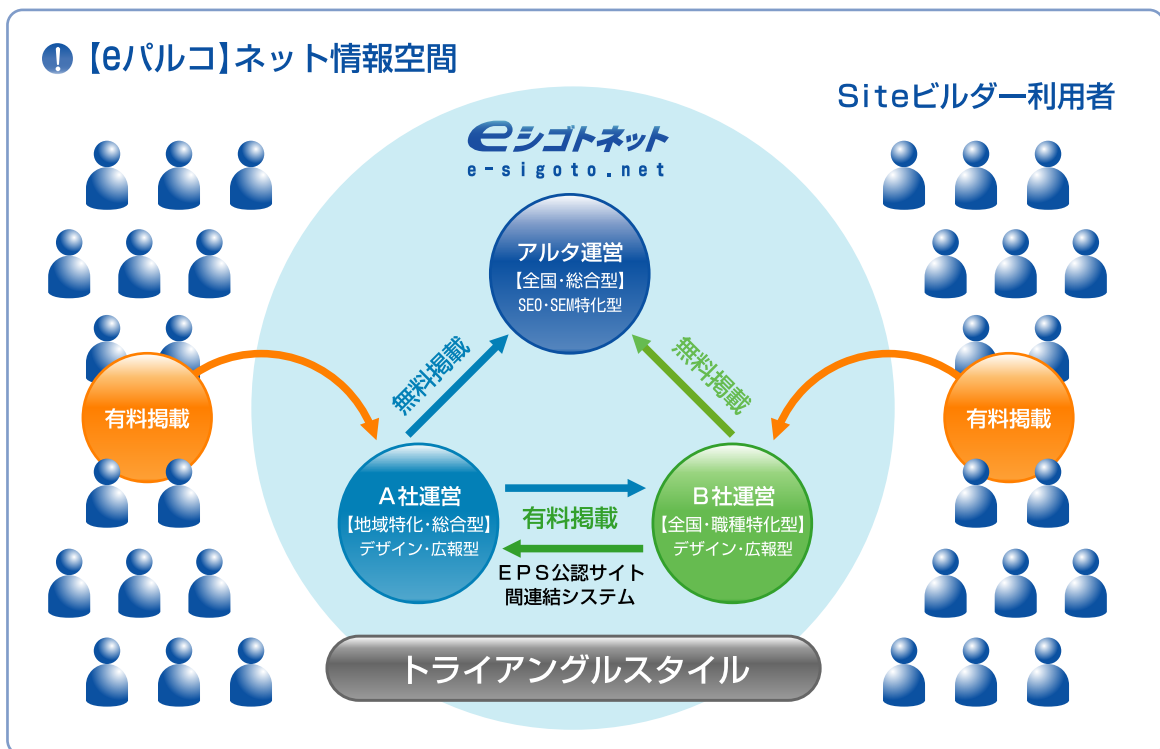 ！【eパルコ】ネット情報空間
Siteビルダー利用者
eシゴトネット
e-sigoto.net
アルタ運営
【全国・総合型】
SEO・SEM特化型
無料掲載
無料掲載
有料掲載
有料掲載
A社運営
【地域特化・総合型】
デザイン・広報型
有料掲載
EPS公認サイト
間連結システム
B社運営
【全国・職種特化型】
デザイン・広報型
トライアングルスタイル